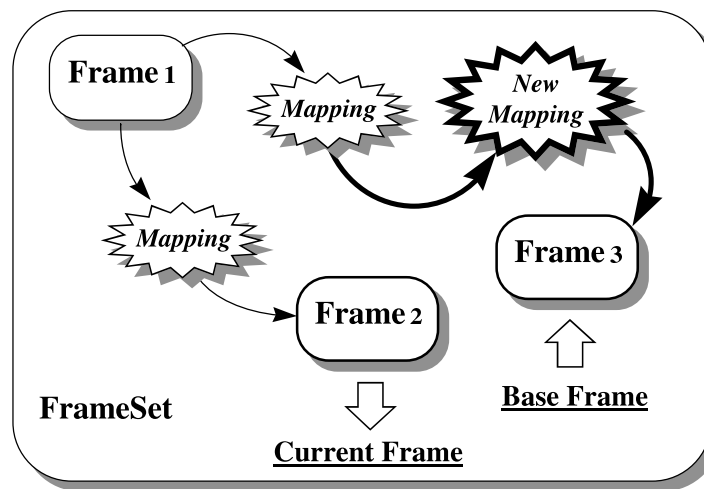 Frame 1
Mapping
New
Mapping
Mapping
Frame 3
Frame 2
Base Frame
FrameSet
Current Frame